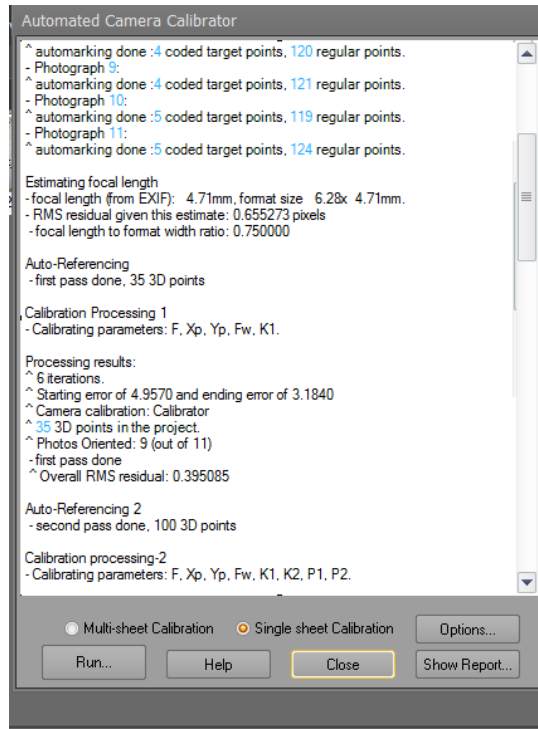 Automated Camera Calibrator
^ automarking done :4 coded target points, 120 regular points.
- Photograph 9:
^ automarking done :4 coded target points, 121 regular points.
- Photograph 10:
^ automarking done :5 coded target points, 119 regular points.
- Photograph 11:
^ automarking done :5 coded target points, 124 regular points.
Estimating focal length
-focal length (from EXIF): 4.71mm, format size 6.28x 4.71mm.
- RMS residual given this estimate: 0.655273 pixels
- focal length to format width ratio: 0.750000
Auto-Referencing
- first pass done, 35 3D points
Calibration Processing 1
- Calibrating parameters: F, Xp, Yp, Fw, K1.
Processing results:
^ 6 iterations.
^ Starting error of 4.9570 and ending error of 3.1840
^ Camera calibration: Calibrator
^ 35 3D points in the project.
^ Photos Oriented: 9 (out of 11)
- first pass done
^ Overall RMS residual: 0.395085
Auto-Referencing 2
- second pass done, 100 3D points
Calibration processing-2
- Calibrating parameters: F, Xp, Yp, Fw, K1, K2, P1, P2.
Multi-sheet Calibration Single sheet Calibration Options...
Run... Help Close Show Report...